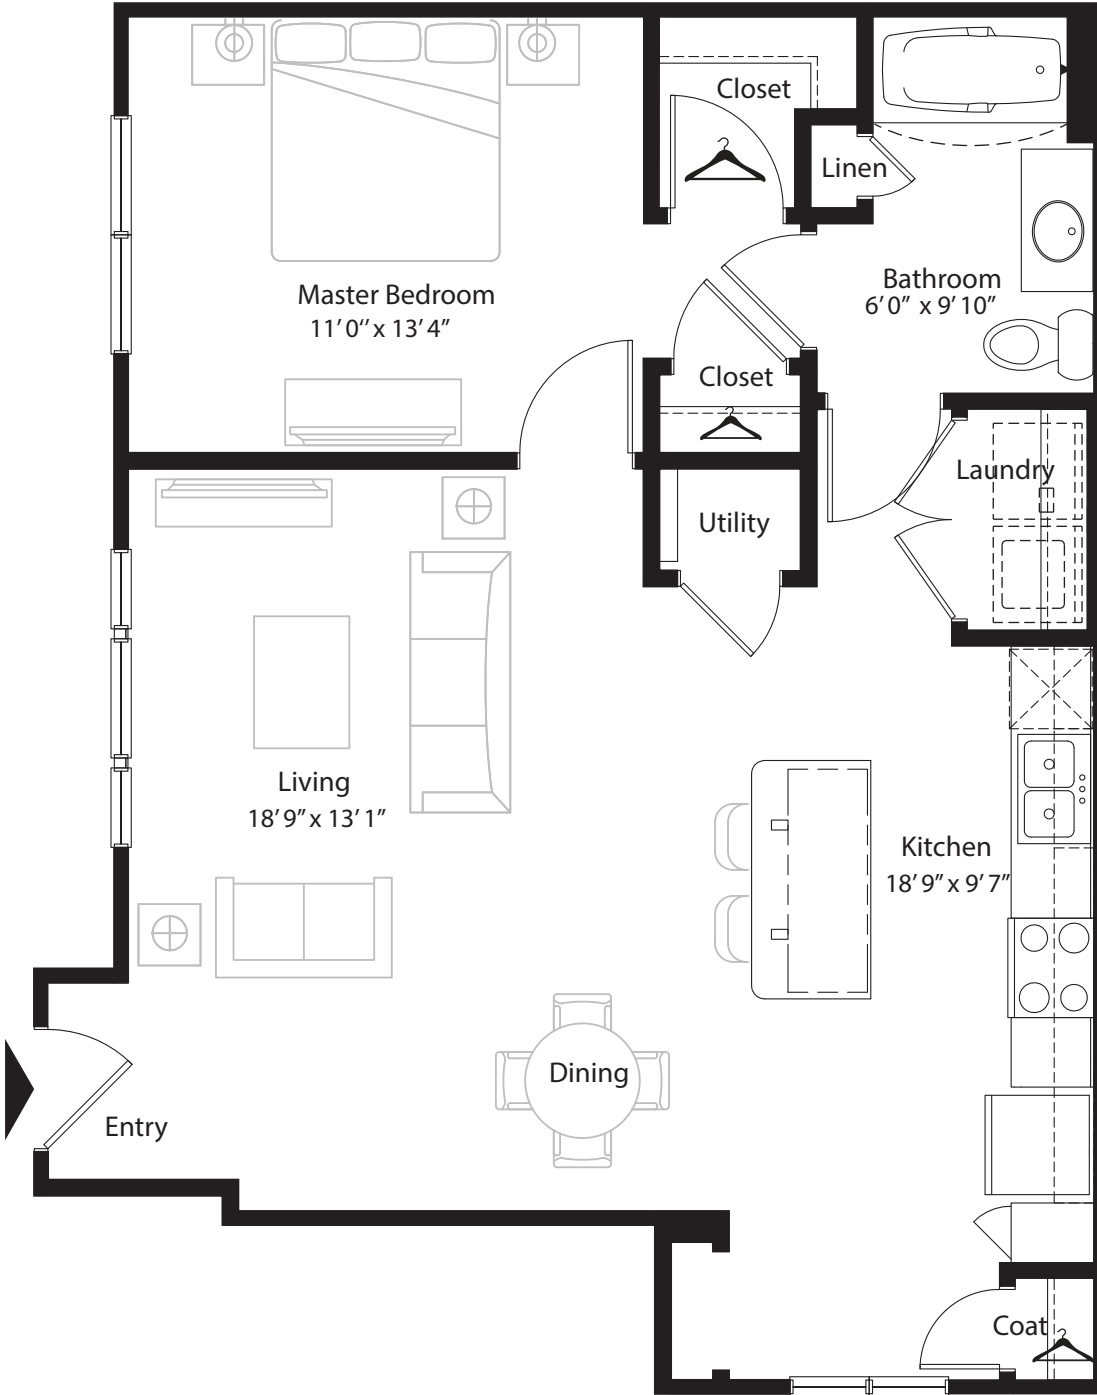 Closet
Linen
Bathroom
6’0” x 9’10”
Master Bedroom
11’0’’ x 13’4”
Closet
Laundry
Utility
Living
18’9” x 13’1”
Kitchen
18’9” x 9’7”
Dining
Entry
Coat